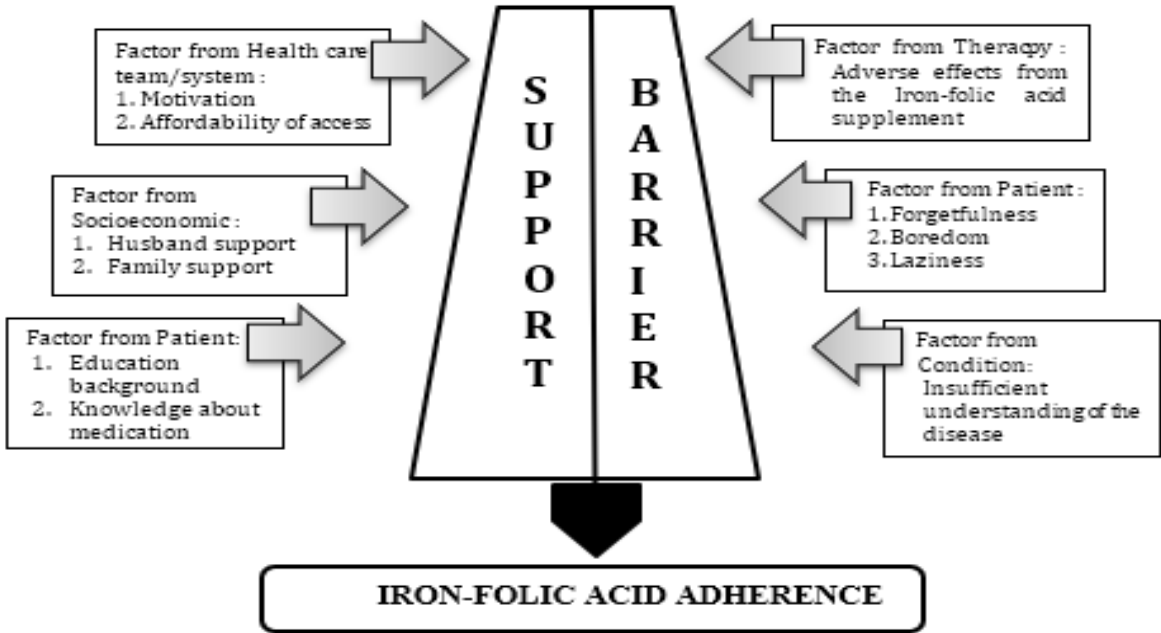 Factor from Health care
team/system :
1. Motivation
2. Affordability of access
Factor from
Socioeconomic :
1. Husband support
2. Family support
Factor from Patient:
1. Education
background
2. Knowledge about
medication
SUPPORT
BARRIER
Factor from Theracpy :
Adverse effects from
the Iron-folic acid
supplement
Factor from Patient :
1. Forgetfulness
2. Boredom
3. Laziness
Factor from
Condition:
Insufficient
understanding of the
disease
IRON-FOLIC ACID ADHERENCE